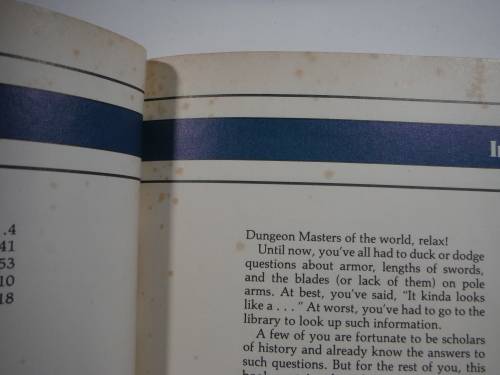 . .4
41
53
10
18
In
Dungeon Masters of the world, relax!
Until now, you've all had to duck or dodge
questions about armor, lengths of swords,
and the blades (or lack of them) on pole
arms. At best, you've said, "It kinda looks
like a . . . " At worst, you've had to go to the
library to look up such information.
A few of you are fortunate to be scholars
of history and already know the answers to
such questions. But for the rest of you, this